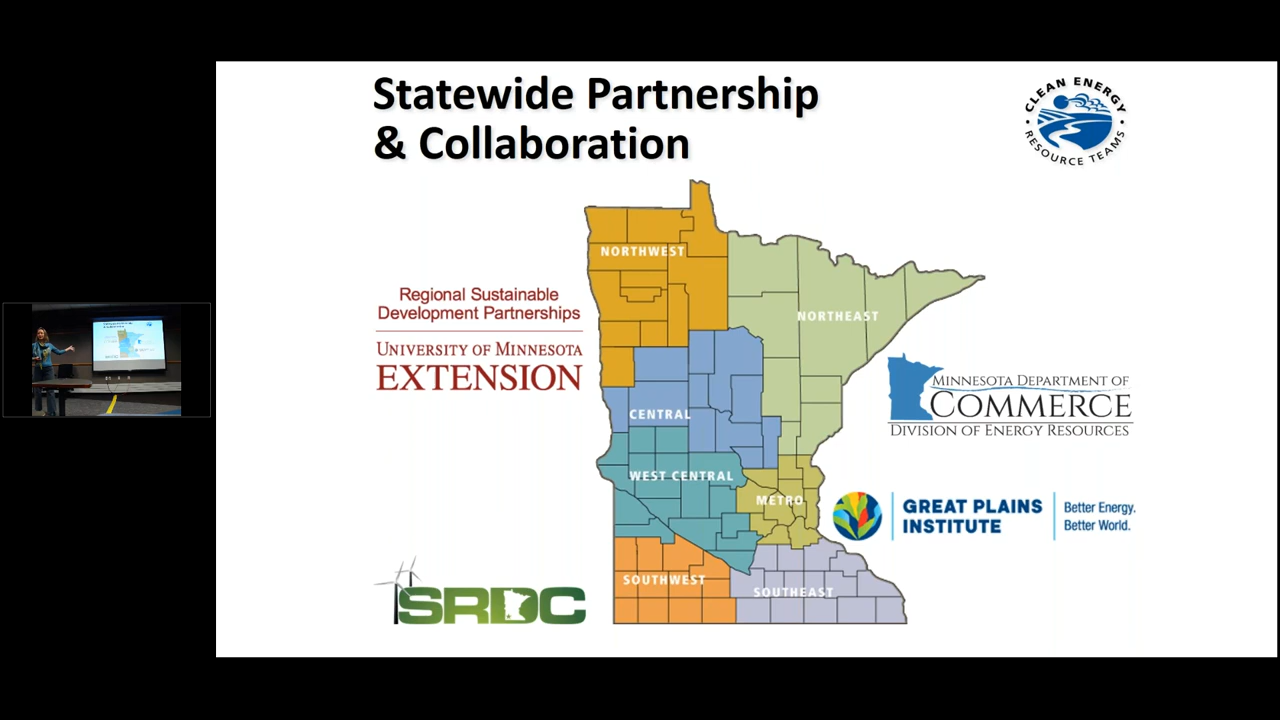 Statewide Partnership
& Collaboration
CLEAN ENERGY
RESOURCE TEAMS
NORTHWEST
NORTHEAST
Regional Sustainable
Development Partnerships
UNIVERSITY OF MINNESOTA
EXTENSION
MINNESOTA DEPARTMENT OF
COMMERCE
DIVISION OF ENERGY RESOURCES
CENTRAL
WEST CENTRAL
METRO
GREAT PLAINS
INSTITUTE
Better Energy.
Better World.
SOUTHWEST
SOUTHEAST
SRDC